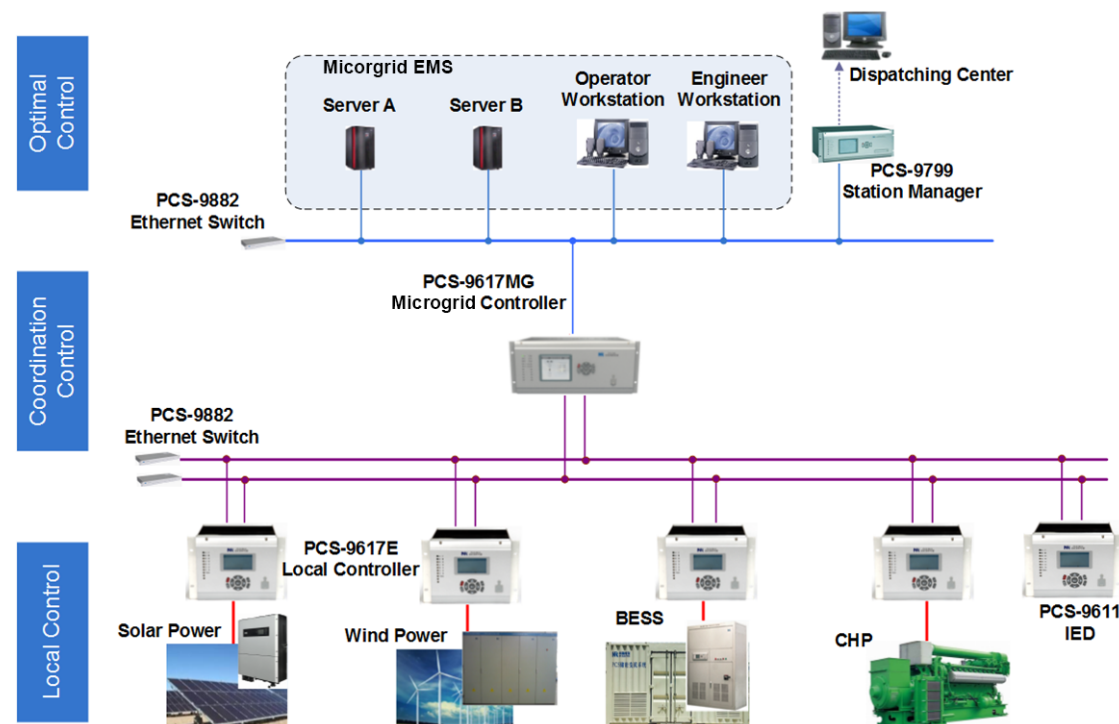 Optimal
Control
Micorgrid EMS
Server A
Server B
Operator
Workstation
Engineer
Workstation
Dispatching Center
PCS-9799
Station Manager
PCS-9882
Ethernet Switch
Coordination
Control
PCS-9617MG
Microgrid Controller
PCS-9882
Ethernet Switch
Local Control
PCS-9617E
Local Controller
PCS-9611
IED
Solar Power
Wind Power
BESS
CHP